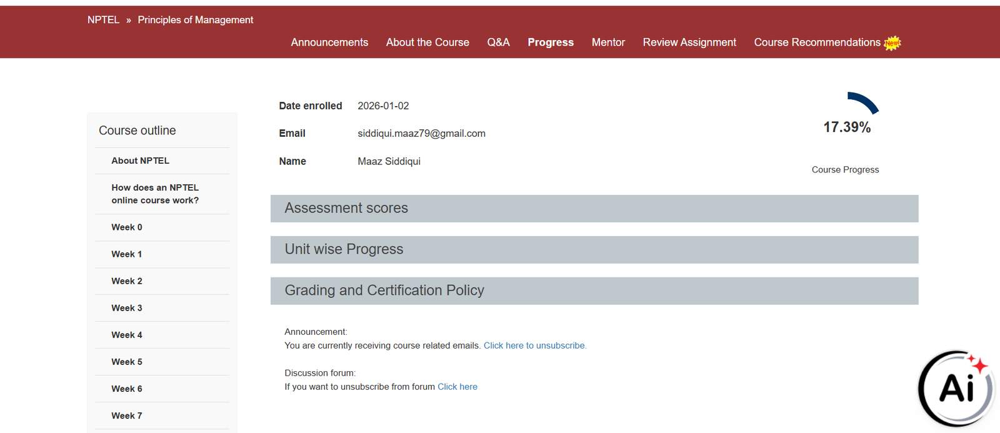 NPTEL » Principles of Management
Announcements About the Course Q&A Progress Mentor Review Assignment Course Recommendations New!
Course outline
About NPTEL
How does an NPTEL
online course work?
Week 0
Week 1
Week 2
Week 3
Week 4
Week 5
Week 6
Week 7
Date enrolled 2026-01-02
Email siddiqui.maaz79@gmail.com
Name Maaz Siddiqui
17.39%
Course Progress
Assessment scores
Unit wise Progress
Grading and Certification Policy
Announcement:
You are currently receiving course related emails. Click here to unsubscribe.
Discussion forum:
If you want to unsubscribe from forum Click here
Ai